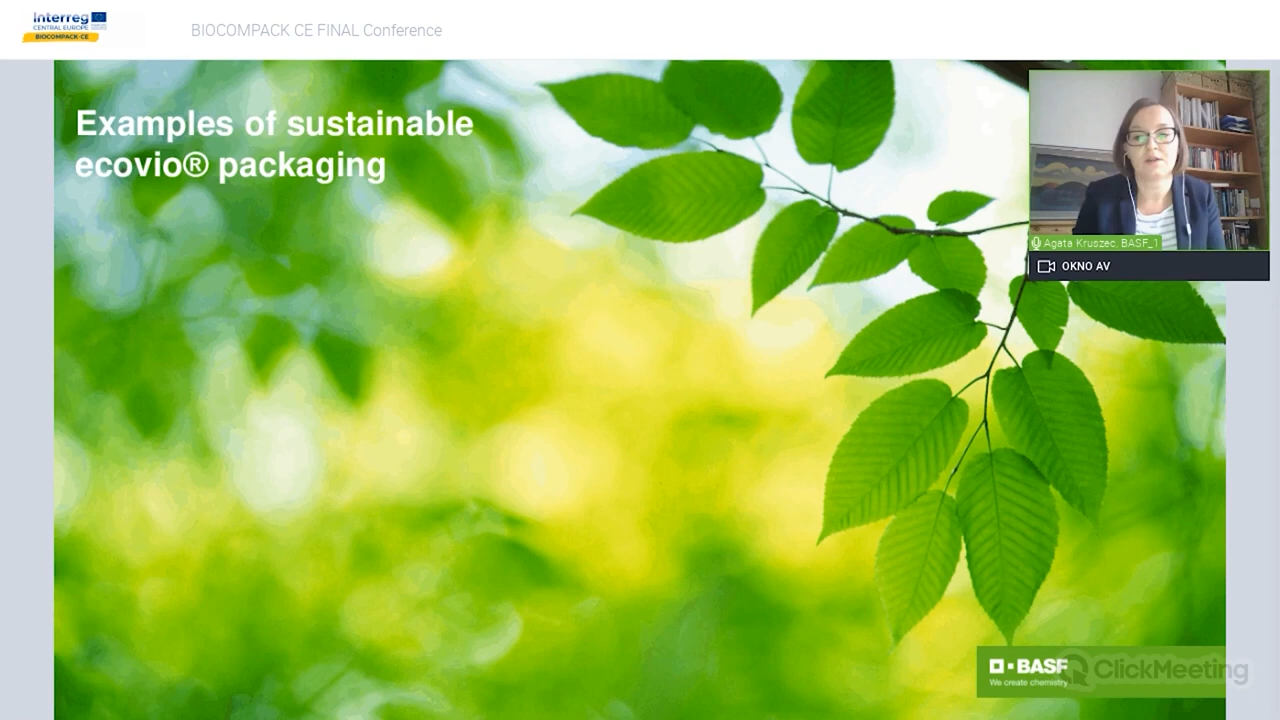 Interreg
CENTRAL EUROPE
BIOCOMPACK-CE
BIOCOMPACK CE FINAL Conference
Examples of sustainable
ecovio® packaging
Agata Kruszec, BASF_1
OKNO AV
BASF
We create chemistry
ClickMeeting